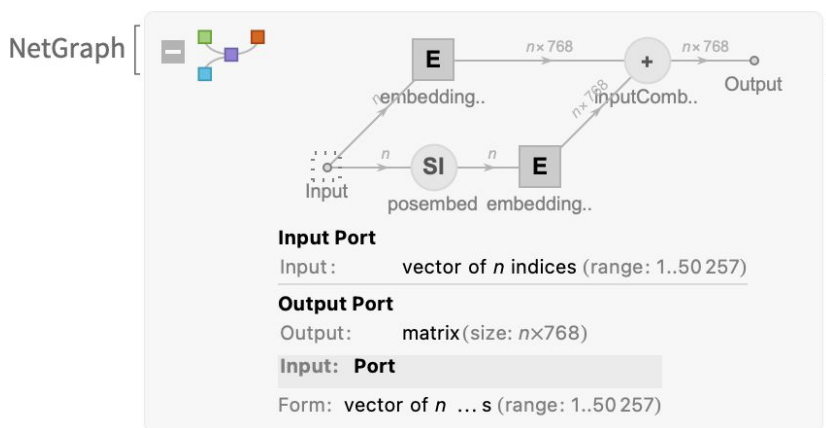 NetGraph
E n×768 + n×768
n embedding.. n×768 inputComb.. Output
n SI n E
Input posembed embedding..
Input Port
Input: vector of n indices (range: 1..50 257)
Output Port
Output: matrix (size: n×768)
Input: Port
Form: vector of n ... s (range: 1..50 257)